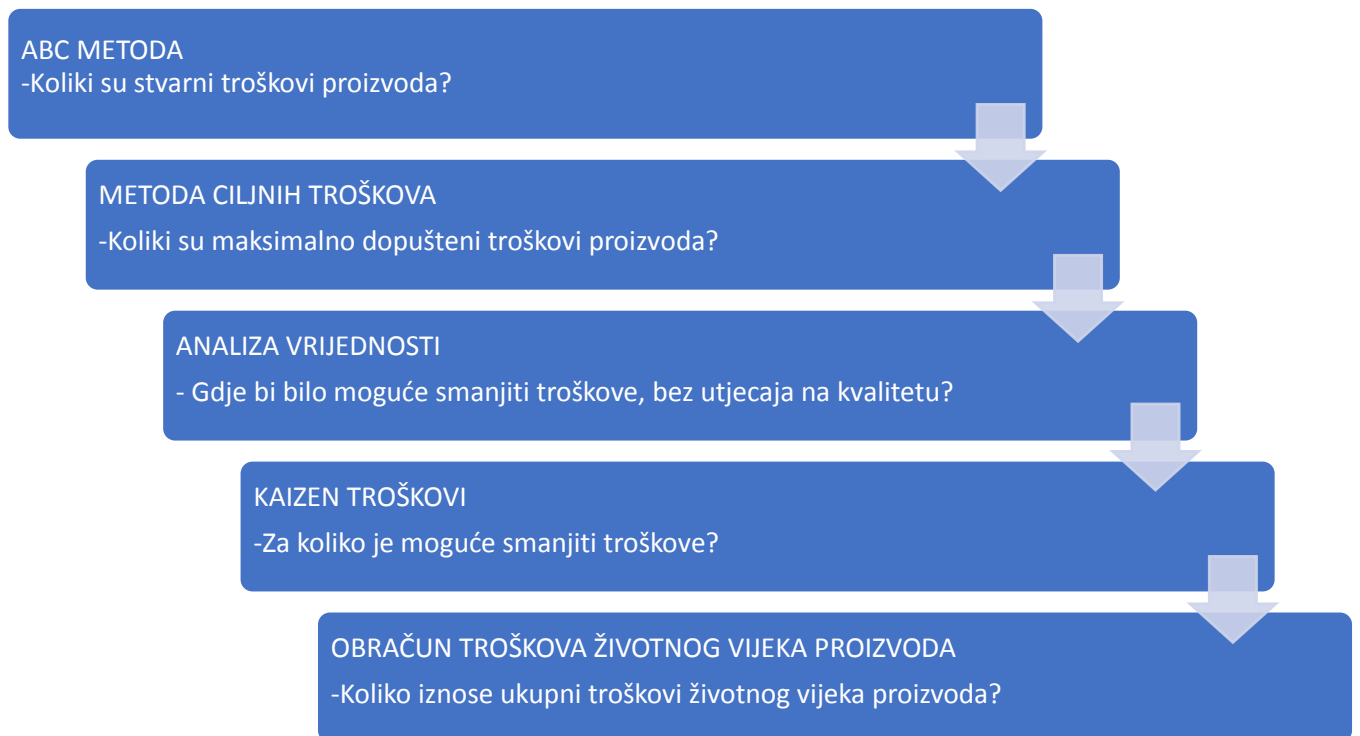 ABC METODA
-Koliki su stvarni troškovi proizvoda?
METODA CILJNIH TROŠKOVA
-Koliki su maksimalno dopušteni troškovi proizvoda?
ANALIZA VRIJEDNOSTI
- Gdje bi bilo moguće smanjiti troškove, bez utjecaja na kvalitetu?
KAIZEN TROŠKOVI
-Za koliko je moguće smanjiti troškove?
OBRAČUN TROŠKOVA ŽIVOTNOG VIJEKA PROIZVODA
-Koliko iznose ukupni troškovi životnog vijeka proizvoda?